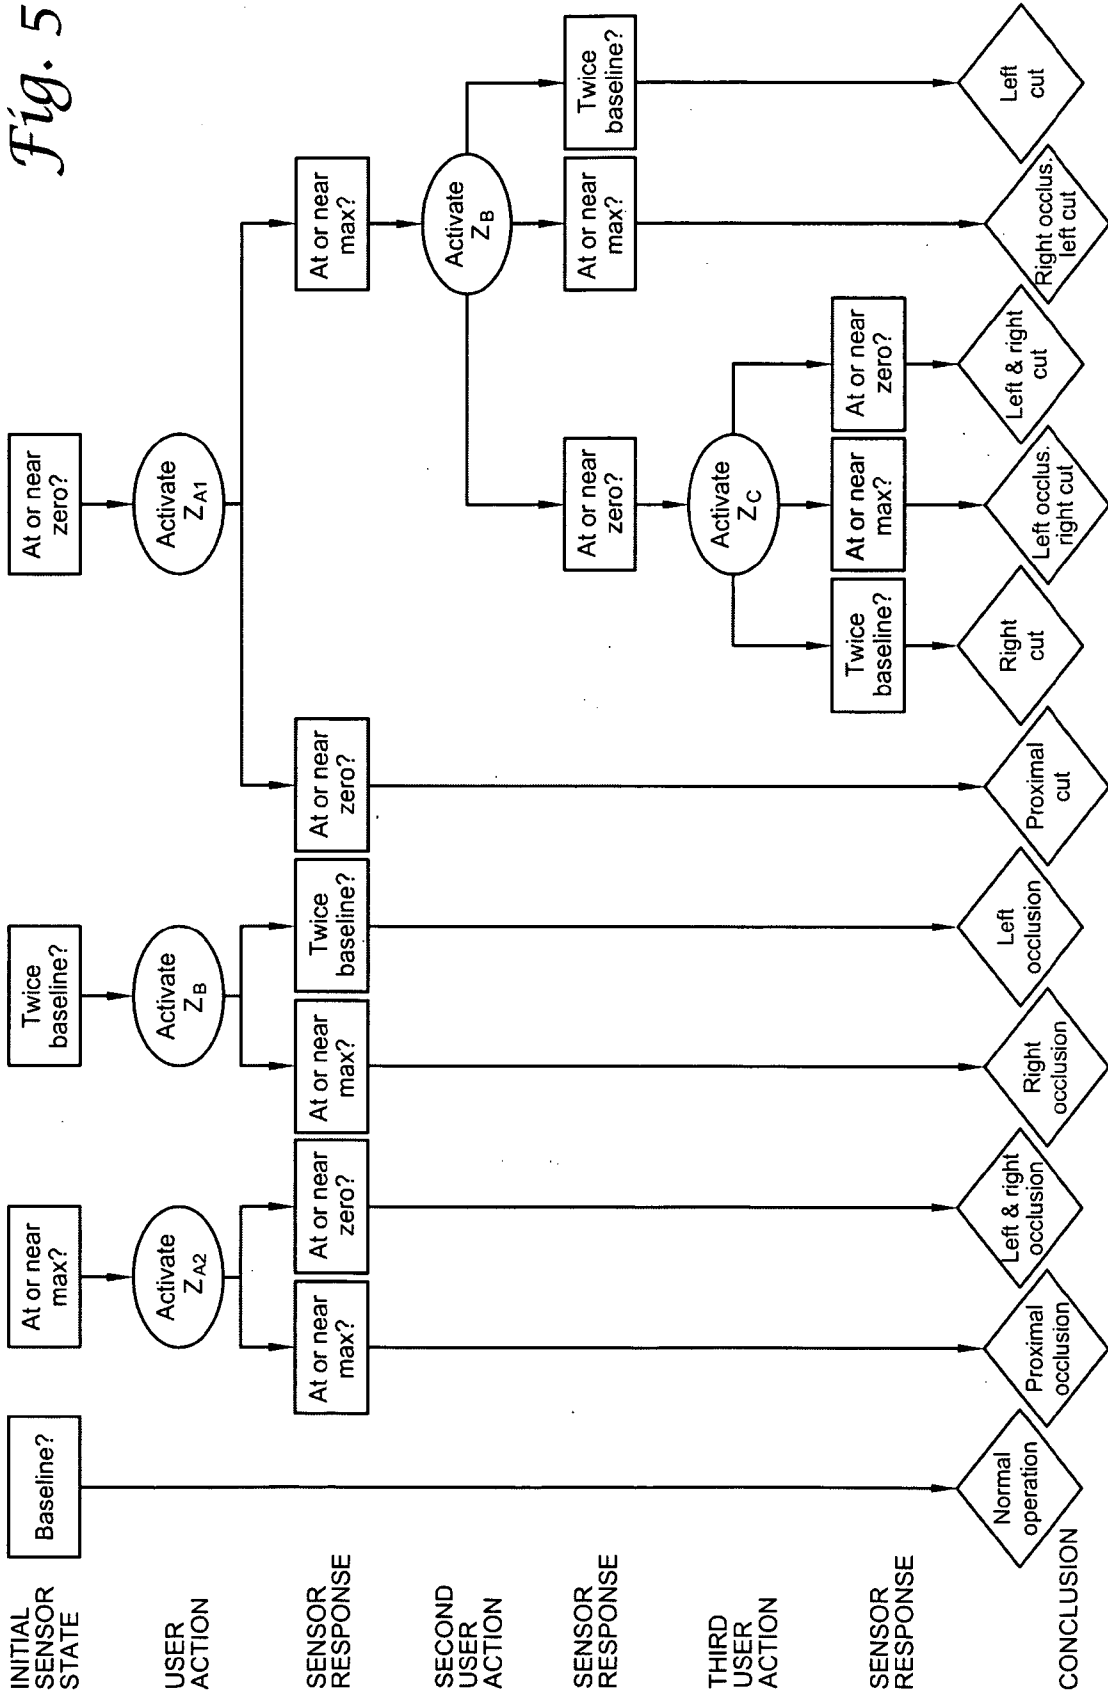 Fig. 5
INITIAL
SENSOR
STATE
Baseline?
At or near
max?
Twice
baseline?
At or near
zero?
USER
ACTION
Activate
ZA2
Activate
ZB
Activate
ZA1
SENSOR
RESPONSE
At or near
max?
At or near
zero?
At or near
max?
Twice
baseline?
At or near
zero?
At or near
max?
SECOND
USER
ACTION
Activate
ZB
SENSOR
RESPONSE
At or near
zero?
At or near
max?
Twice
baseline?
THIRD
USER
ACTION
Activate
ZC
SENSOR
RESPONSE
Twice
baseline?
At or near
max?
At or near
zero?
CONCLUSION
Normal
operation
Proximal
occlusion
Left & right
occlusion
Right
occlusion
Left
occlusion
Proximal
cut
Right
cut
Left occlus.
right cut
Left & right
cut
Right occlus.
left cut
Left
cut